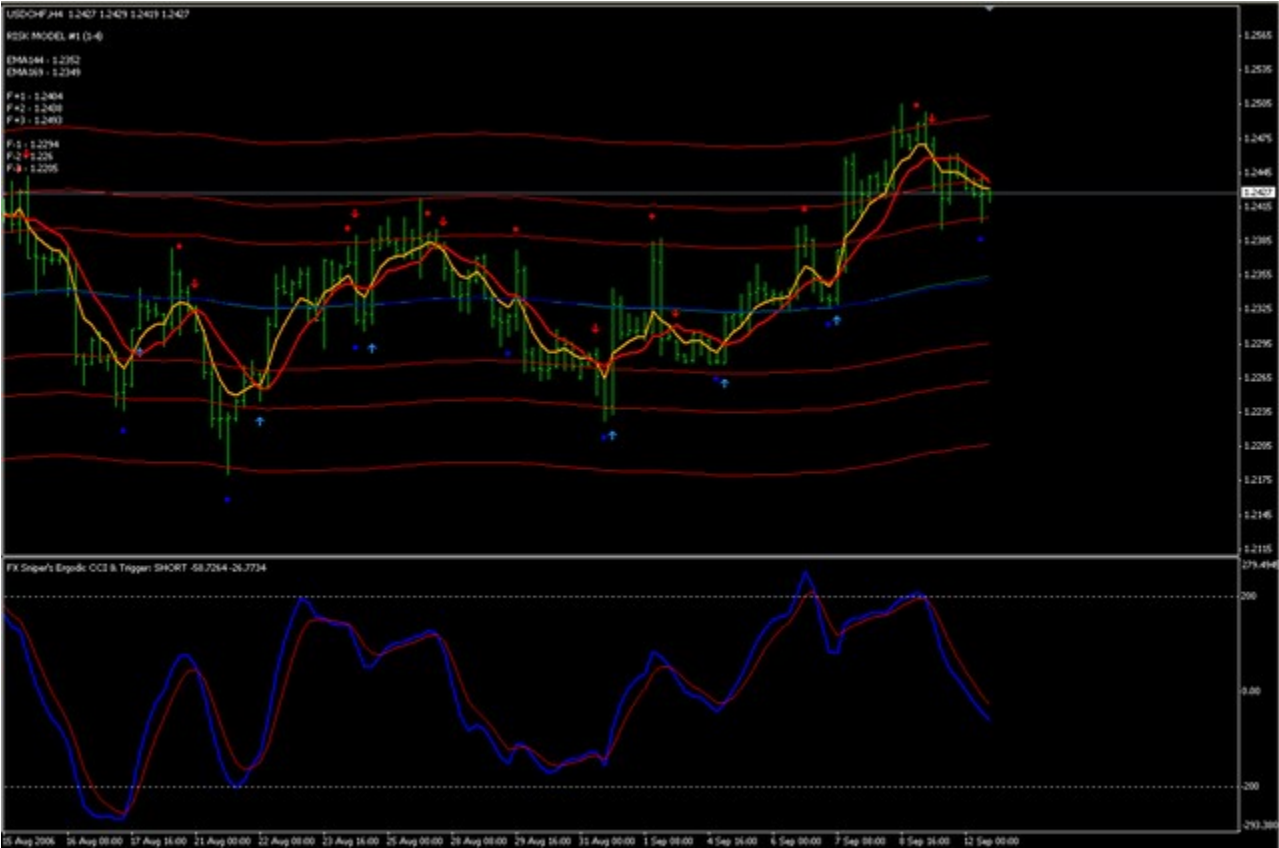 USDCHF,H4 1.2427 1.2429 1.2419 1.2427
RISK MODEL #1 (1-4)
EMA144 - 1.2352
EMA169 - 1.2349
F+1 - 1.2404
F+2 - 1.2438
F+3 - 1.2493
F-1 - 1.2294
F-2 - 1.226
F-3 - 1.2205
1.2565
1.2535
1.2505
1.2475
1.2445
1.2427
1.2415
1.2385
1.2355
1.2325
1.2295
1.2265
1.2235
1.2205
1.2175
1.2145
1.2115
FX Sniper's Ergodic CCI & Trigger: SHORT -58.7264 -26.7734
279.4945
200
0.00
-200
-293.380
15 Aug 2006 16 Aug 08:00 17 Aug 16:00 21 Aug 00:00 22 Aug 08:00 23 Aug 16:00 25 Aug 00:00 28 Aug 08:00 29 Aug 16:00 31 Aug 00:00 1 Sep 08:00 4 Sep 16:00 6 Sep 00:00 7 Sep 08:00 8 Sep 16:00 12 Sep 00:00